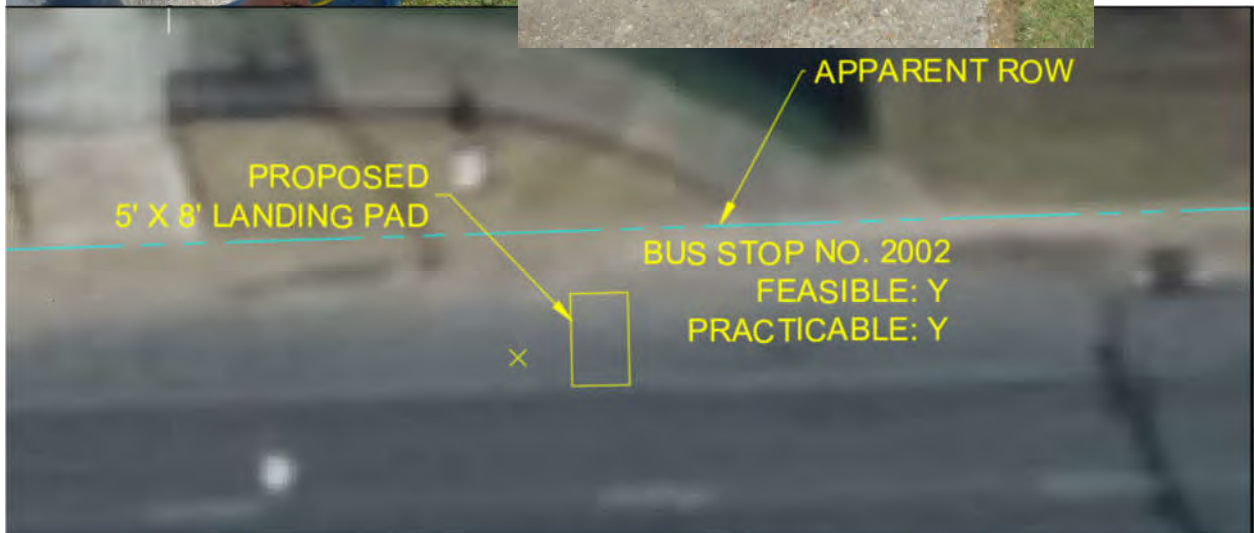 APPARENT ROW
PROPOSED
5' X 8' LANDING PAD
BUS STOP NO. 2002
FEASIBLE: Y
PRACTICABLE: Y